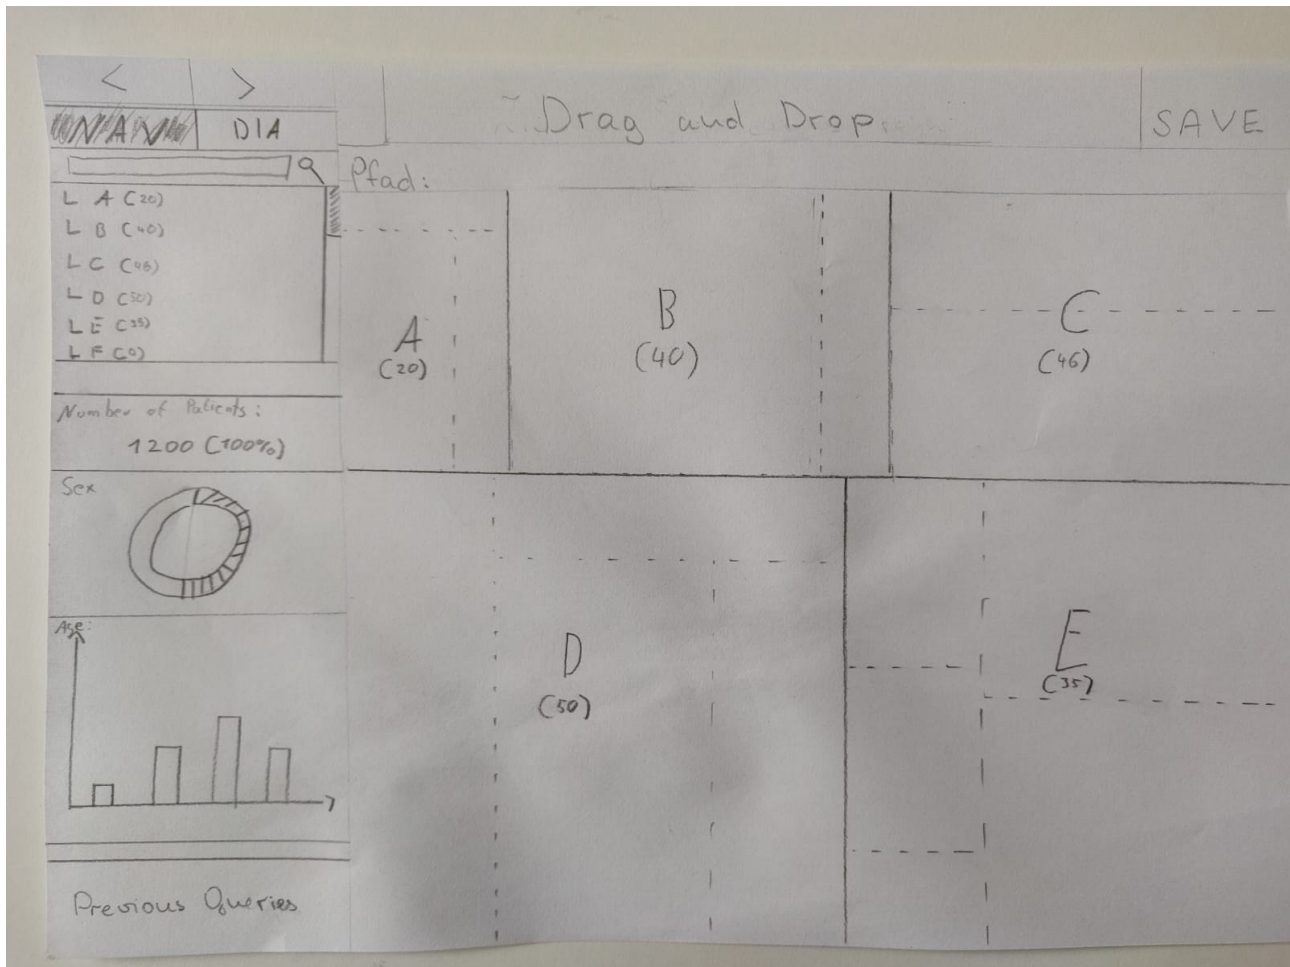 < >
NAN DIA
Drag and Drop
SAVE
Pfad:
L A (20)
L B (40)
L C (46)
L D (50)
L E (35)
L F (0)
Number of Patients:
1200 (100%)
Sex
Age:
Previous Queries
A
(20)
B
(40)
C
(46)
D
(50)
E
(35)